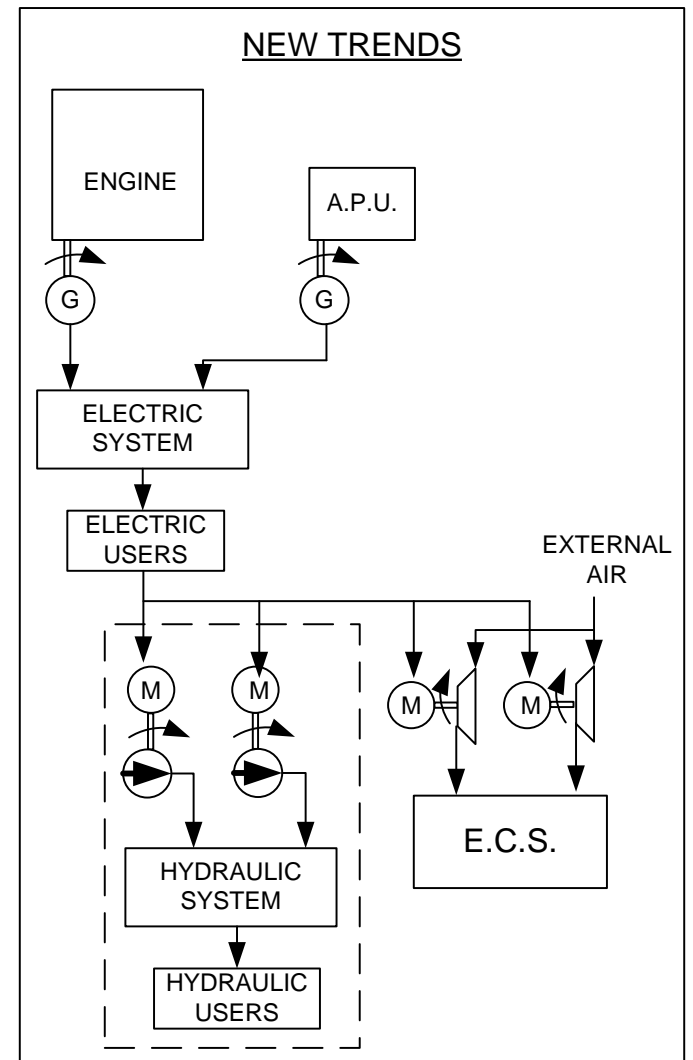 NEW TRENDS
ENGINE
A.P.U.
G
G
ELECTRIC
SYSTEM
ELECTRIC
USERS
EXTERNAL
AIR
M
M
M
M
E.C.S.
HYDRAULIC
SYSTEM
HYDRAULIC
USERS